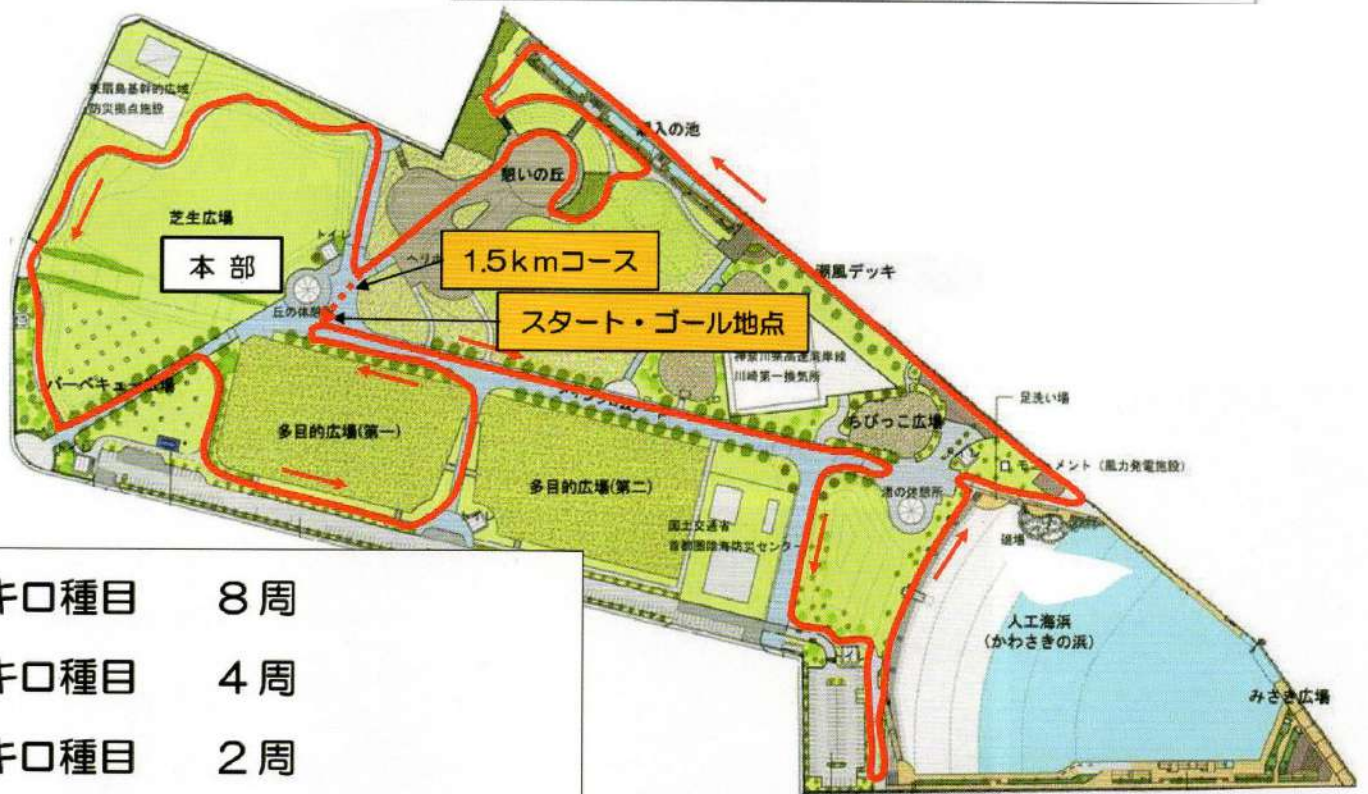 東扇島基幹的広域
防災拠点施設
潮入の池
憩いの丘
芝生広場
トイレ
本部
1.5kmコース
スタート・ゴール地点
潮風デッキ
神奈川県高速湾岸線
川崎第一換気所
足洗い場
ちびっこ広場
モニュメント（風力発電施設）
多目的広場(第一)
多目的広場(第二)
渚の休憩所
国土交通省
首都圏臨海防災センター
磯場
人工海浜
(かわさきの浜)
みさき広場
キロ種目 8周
キロ種目 4周
キロ種目 2周